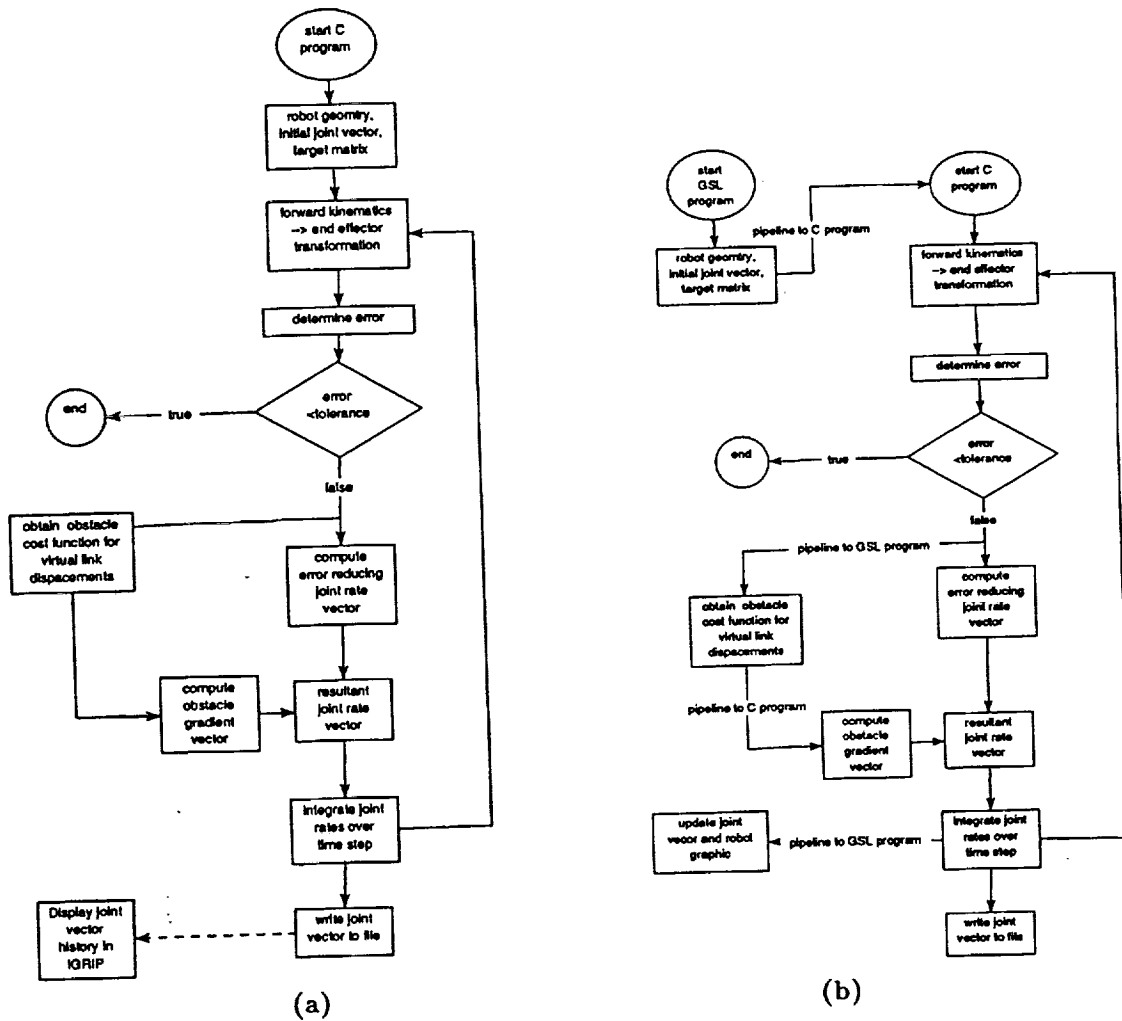 start C
program
robot geomtry,
initial joint vector,
target matrix
forward kinematics
--> end effector
transformation
determine error
error
<tolerance
true
end
false
obtain obstacle
cost function for
virtual link
dispacements
compute
error reducing
joint rate
vector
compute
obstacle
gradient
vector
resultant
joint rate
vector
integrate joint
rates over
time step
Display joint
vector
history in
IGRIP
write joint
vector to file
(a)
start
GSL
program
start C
program
pipeline to C program
robot geomtry,
initial joint vector,
target matrix
forward kinematics
--> end effector
transformation
determine error
error
<tolerance
true
end
false
pipeline to GSL program
obtain obstacle
cost function for
virtual link
dispacements
compute
error reducing
joint rate
vector
pipeline to C program
compute
obstacle
gradient
vector
resultant
joint rate
vector
update joint
vecor and robot
graphic
pipeline to GSL program
integrate joint
rates over
time step
write joint
vector to file
(b)